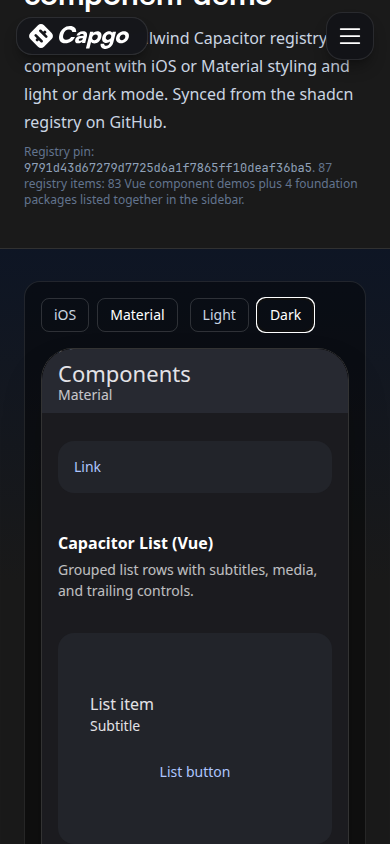 component demo
Capgo
lwind Capacitor registry
component with iOS or Material styling and
light or dark mode. Synced from the shadcn
registry on GitHub.
Registry pin:
9791d43d67279d7725d6a1f7865ff10deaf36ba5. 87
registry items: 83 Vue component demos plus 4 foundation
packages listed together in the sidebar.
iOS Material Light Dark
Components
Material
Link
Capacitor List (Vue)
Grouped list rows with subtitles, media,
and trailing controls.
List item
Subtitle
List button